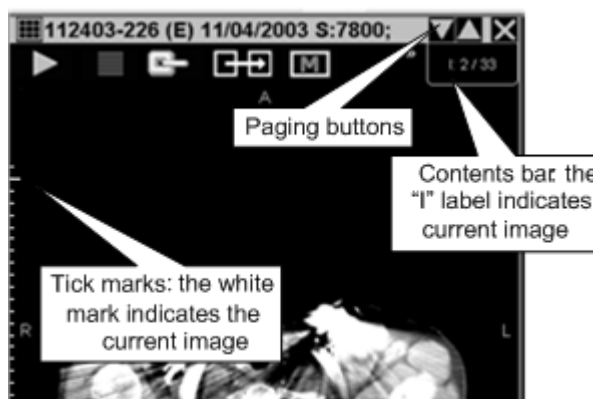 112403-226 (E) 11/04/2003 S:7800;
M
I: 2 / 33
A
Paging buttons
Contents bar: the
“I” label indicates
current image
Tick marks: the white
mark indicates the
current image
R
L